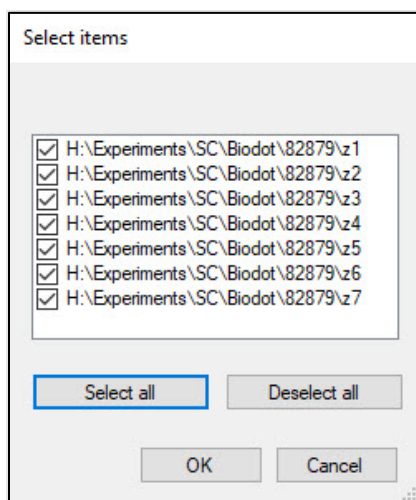 Select items
H:\Experiments\SC\Biodot\82879\z1
H:\Experiments\SC\Biodot\82879\z2
H:\Experiments\SC\Biodot\82879\z3
H:\Experiments\SC\Biodot\82879\z4
H:\Experiments\SC\Biodot\82879\z5
H:\Experiments\SC\Biodot\82879\z6
H:\Experiments\SC\Biodot\82879\z7
Select all Deselect all
OK Cancel